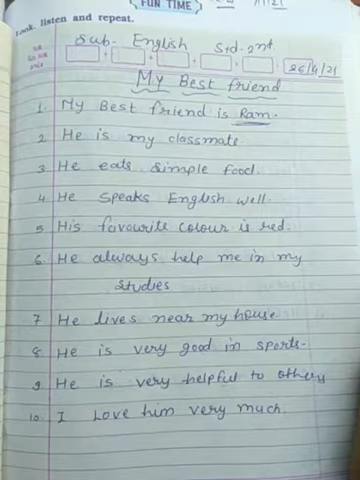 FUN TIME
Look, listen and repeat.
Sub- English Std-2nd.
26/4/21
My Best friend
1. My Best friend is Ram.
2 He is my classmate.
3 He eats simple food.
4 He speaks English well.
5 His favourite colour is red.
6. He always help me in my
studies
7 He lives near my house
8. He is very good in sports.
9. He is very helpful to others
10. I Love him very much.